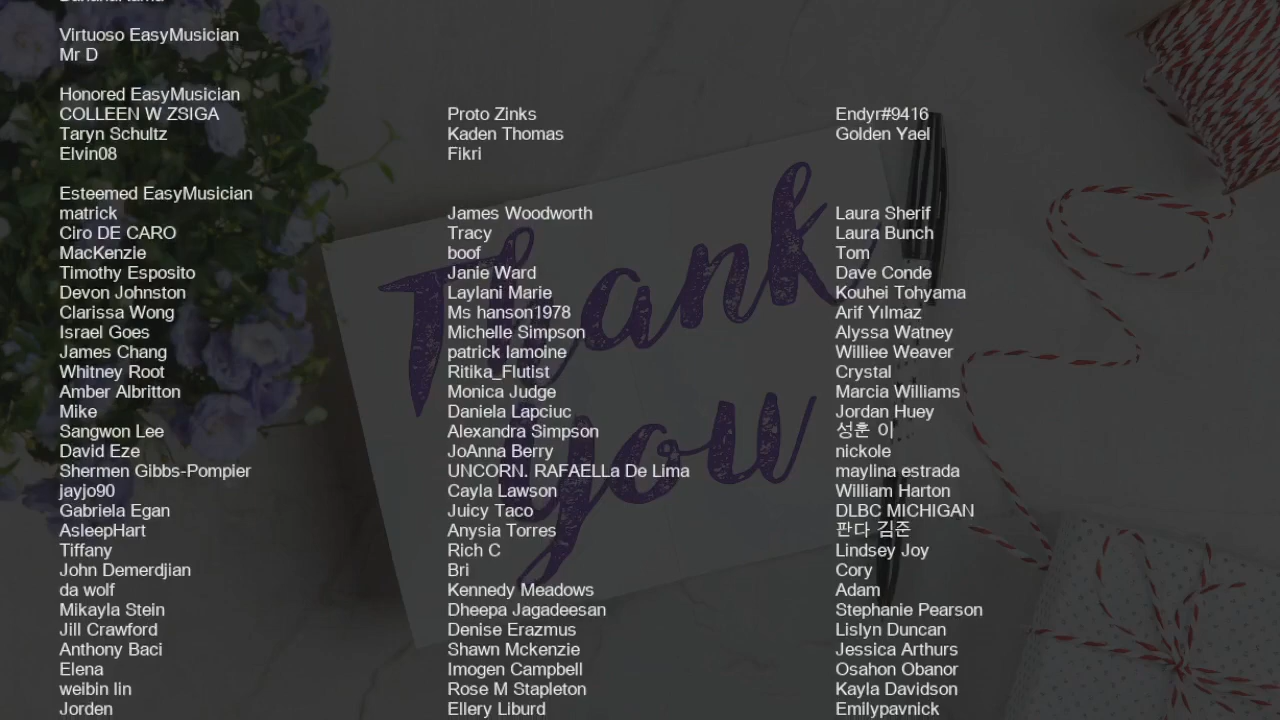 Virtuoso EasyMusician
Mr D
Honored EasyMusician
COLLEEN W ZSIGA
Taryn Schultz
Elvin08
Proto Zinks
Kaden Thomas
Fikri
Endyr#9416
Golden Yael
Esteemed EasyMusician
matrick
Ciro DE CARO
MacKenzie
Timothy Esposito
Devon Johnston
Clarissa Wong
Israel Goes
James Chang
Whitney Root
Amber Albritton
Mike
Sangwon Lee
David Eze
Shermen Gibbs-Pompier
jayjo90
Gabriela Egan
AsleepHart
Tiffany
John Demerdjian
da wolf
Mikayla Stein
Jill Crawford
Anthony Baci
Elena
weibin lin
Jorden
James Woodworth
Tracy
boof
Janie Ward
Laylani Marie
Ms hanson1978
Michelle Simpson
patrick lamolne
Ritika_Flutist
Monica Judge
Daniela Lapciuc
Alexandra Simpson
JoAnna Berry
UNCORN. RAFAELLa De Lima
Cayla Lawson
Juicy Taco
Anysia Torres
Rich C
Bri
Kennedy Meadows
Dheepa Jagadeesan
Denise Erazmus
Shawn Mckenzie
Imogen Campbell
Rose M Stapleton
Ellery Liburd
Laura Sherif
Laura Bunch
Tom
Dave Conde
Kouhei Tohyama
Arif Yılmaz
Alyssa Watney
Williee Weaver
Crystal
Marcia Williams
Jordan Huey
성훈 이
nickole
maylina estrada
William Harton
DLBC MICHIGAN
판다 김준
Lindsey Joy
Cory
Adam
Stephanie Pearson
Lislyn Duncan
Jessica Arthurs
Osahon Obanor
Kayla Davidson
Emilypavnick
Thank
you